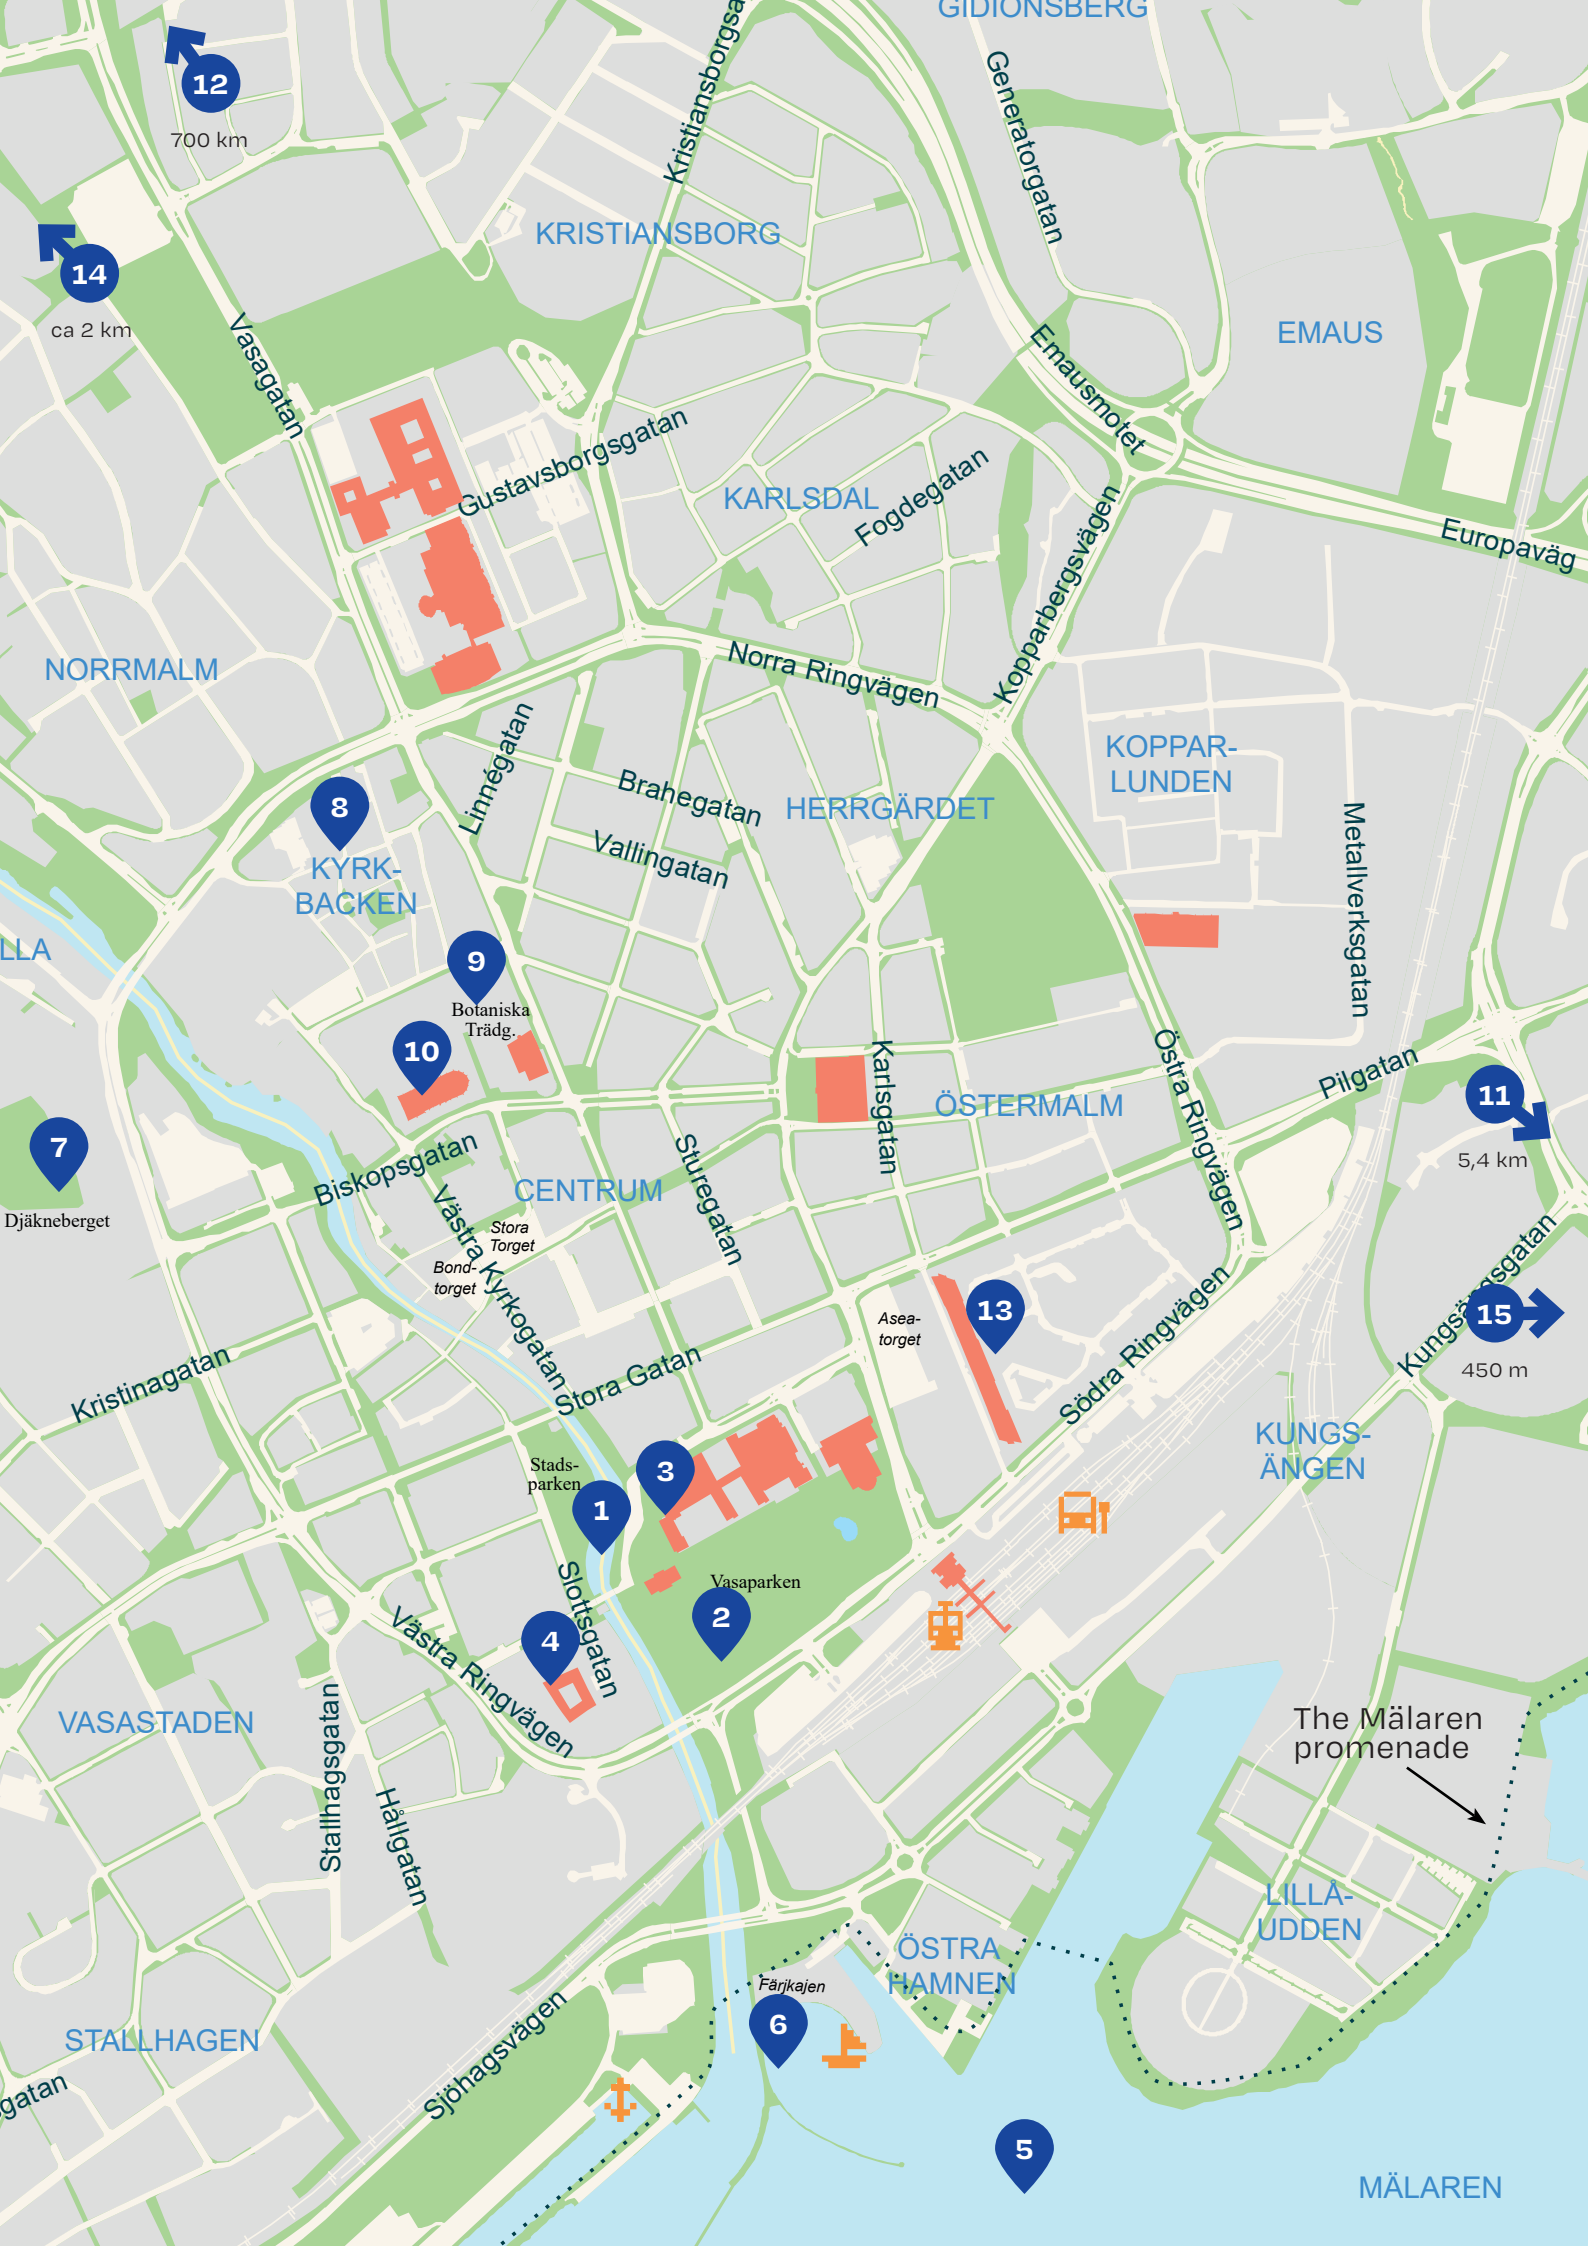 GIDIONSBERG
Kristiansborgsa
Generatorgatan
12
700 km
KRISTIANSBORG
14
ca 2 km
Vasagatan
EMAUS
Emausmotet
Gustavsborgsgatan
KARLSDAL
Fogdegatan
Kopparbergsvägen
Europaväg
NORRMALM
Norra Ringvägen
Linnégatan
KOPPAR-
LUNDEN
Brahegatan
HERRGÄRDET
8
Vallingatan
Metallverksgatan
KYRK-
BACKEN
LLA
9
Botaniska
Trädg.
10
Karlsgatan
Östra Ringvägen
Pilgatan
11
5,4 km
ÖSTERMALM
7
Djäkneberget
Biskopsgatan
CENTRUM
Sturegatan
Västra Kyrkogatan
Stora
Torget
Bond-
torget
13
Asea-
torget
Kungsängsgatan
15
450 m
Södra Ringvägen
Kristinagatan
Stora Gatan
KUNGS-
ÄNGEN
Stads-
parken
3
1
Vasaparken
2
Slottsgatan
4
Västra Ringvägen
VASASTADEN
Stallhagsgatan
Hållgatan
The Mälaren
promenade
LILLÅ-
UDDEN
ÖSTRA
HAMNEN
Färjkajen
6
STALLHAGEN
Sjöhagsvägen
gatan
5
MÄLAREN